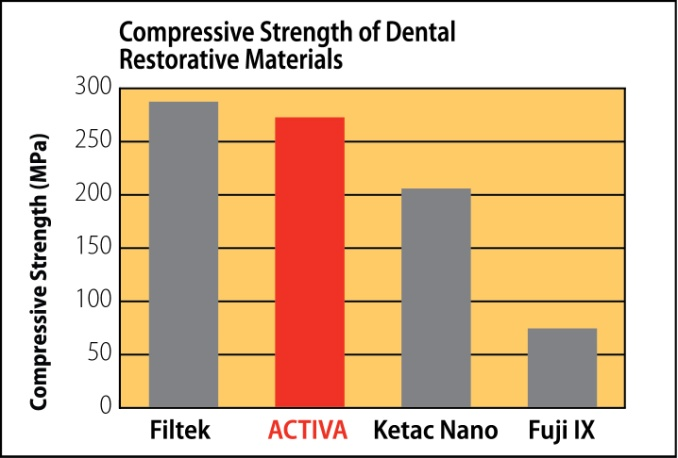 Compressive Strength of Dental
Restorative Materials
Compressive Strength (MPa)
300
250
200
150
100
50
0
Filtek ACTIVA Ketac Nano Fuji IX